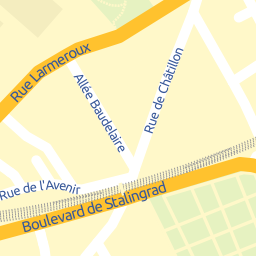 Rue Larmeroux
Allée Baudelaire
Rue de Châtillon
Rue de l'Avenir
Boulevard de Stalingrad